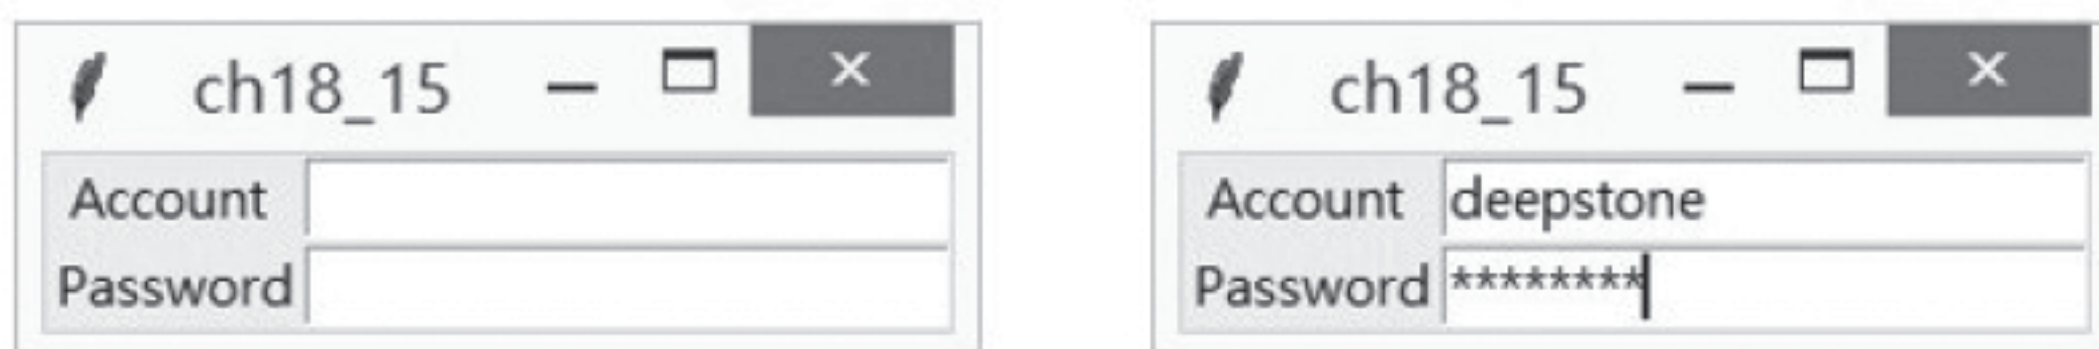 ch18_15
Account
Password
ch18_15
Account deepstone
Password ********